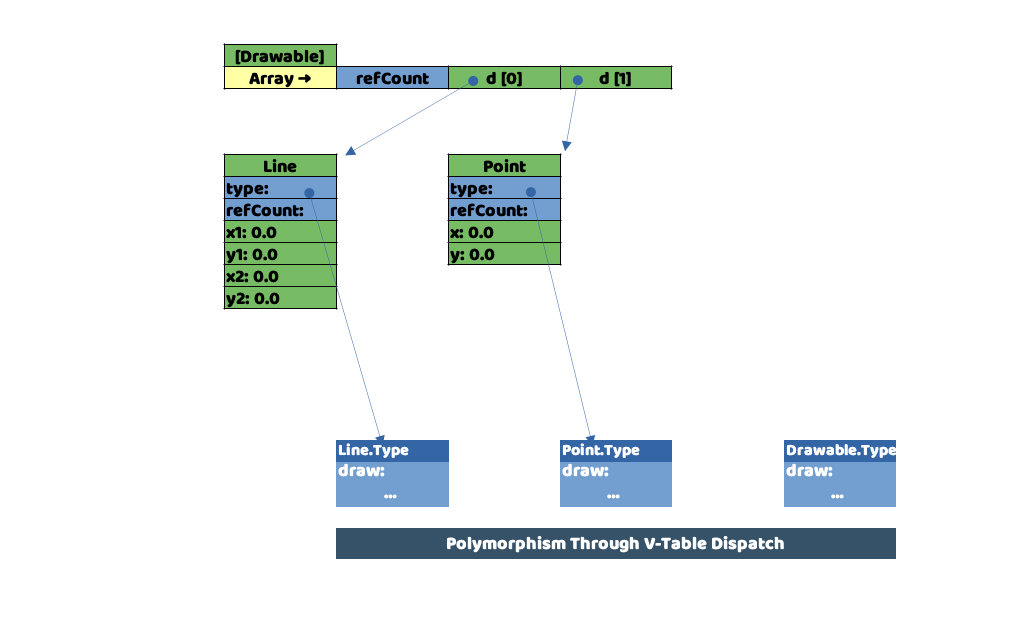 [Drawable]
Array → refCount d [0] d [1]
Line
type:
refCount:
x1: 0.0
y1: 0.0
x2: 0.0
y2: 0.0
Point
type:
refCount:
x: 0.0
y: 0.0
Line.Type
draw:
...
Point.Type
draw:
...
Drawable.Type
draw:
...
Polymorphism Through V-Table Dispatch